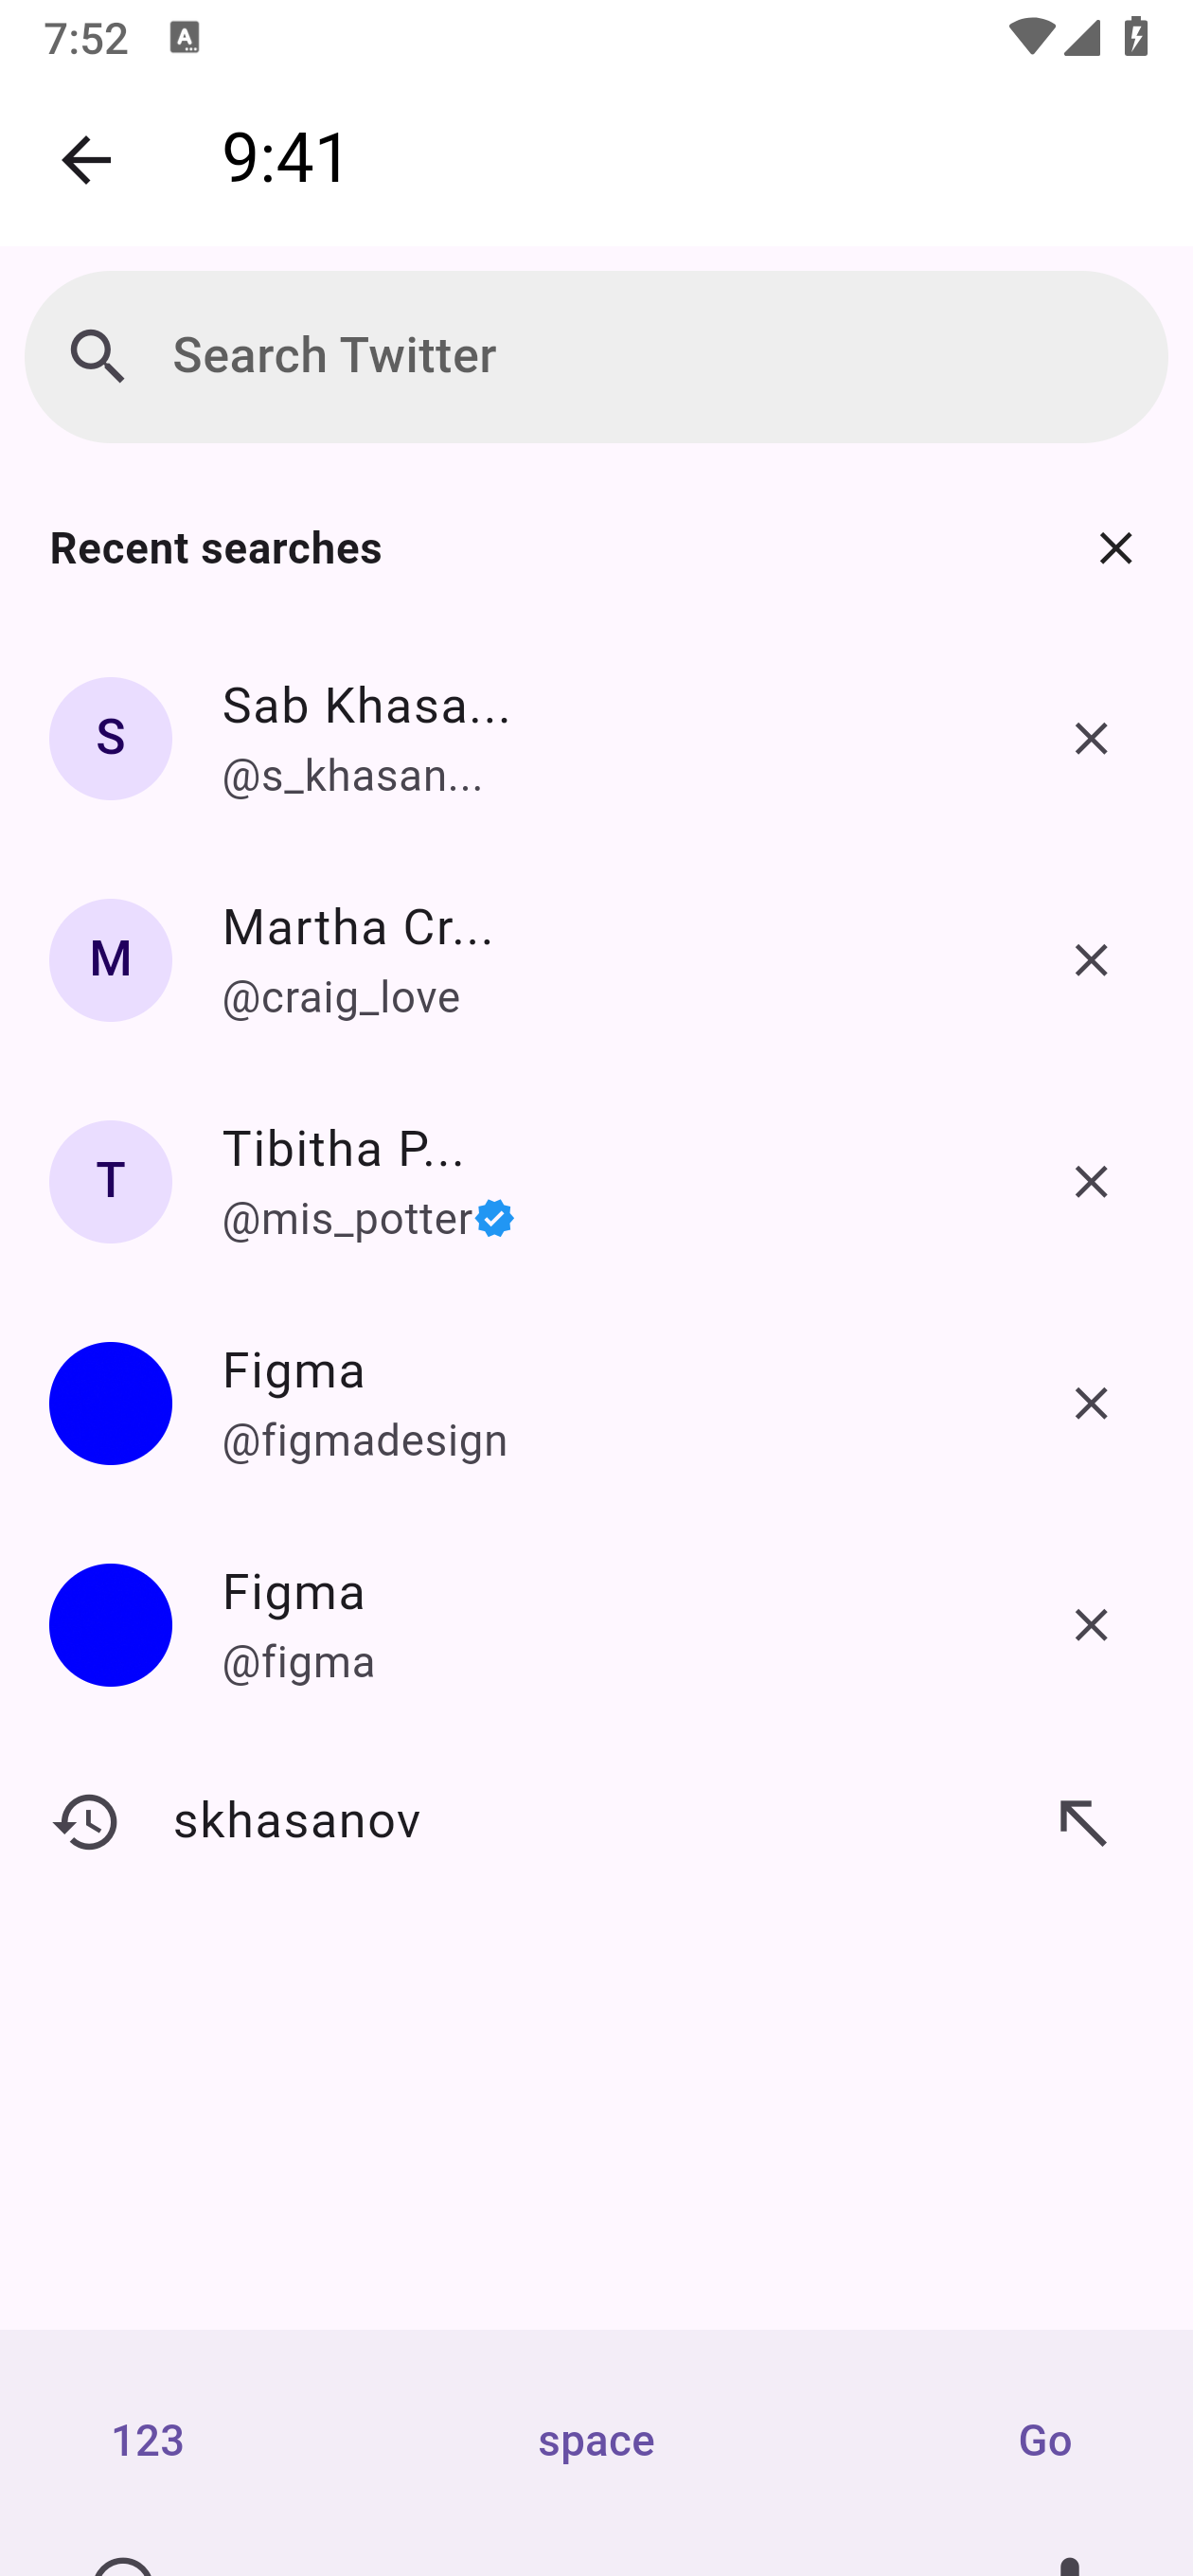 7:52
9:41
Search Twitter
Recent searches
S
Sab Khasa...
@s_khasan...
M
Martha Cr...
@craig_love
T
Tibitha P...
@mis_potter
Figma
@figmadesign
Figma
@figma
skhasanov
123 space Go